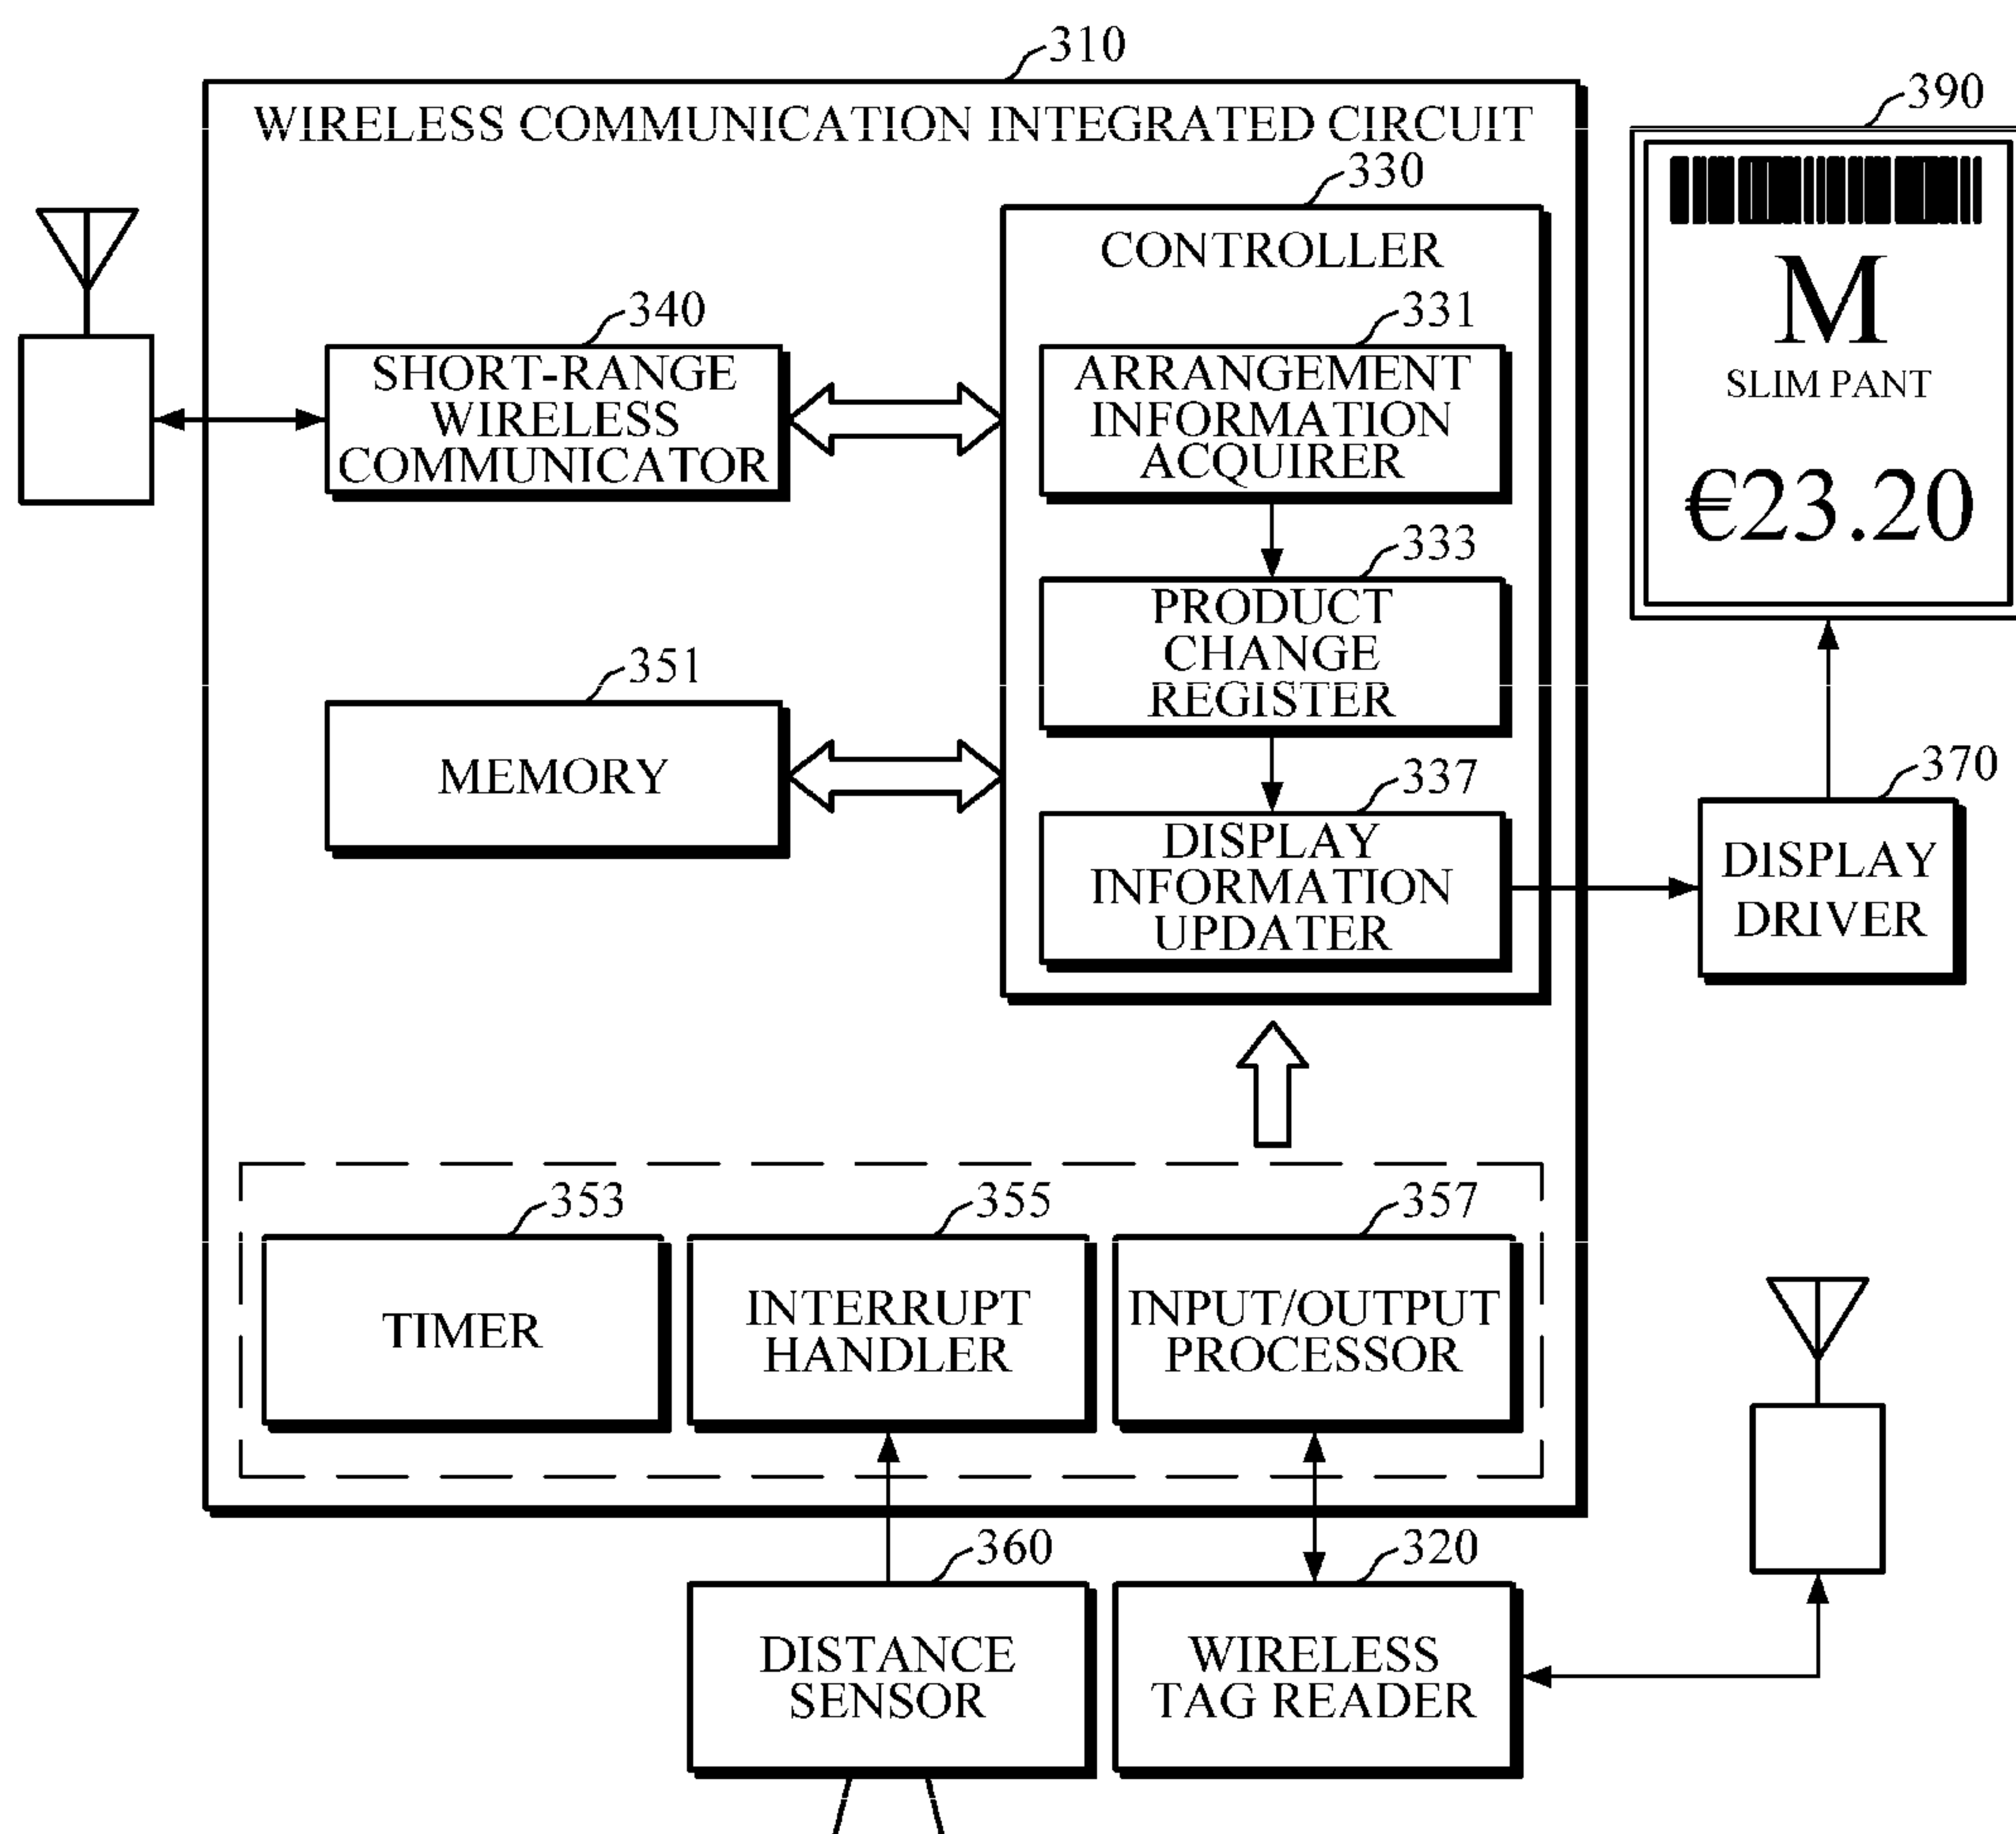 310
WIRELESS COMMUNICATION INTEGRATED CIRCUIT
330
CONTROLLER
340
SHORT-RANGE
WIRELESS
COMMUNICATOR
331
ARRANGEMENT
INFORMATION
ACQUIRER
333
PRODUCT
CHANGE
REGISTER
351
MEMORY
337
DISPLAY
INFORMATION
UPDATER
390
M
SLIM PANT
€23.20
370
DISPLAY
DRIVER
353
TIMER
355
INTERRUPT
HANDLER
357
INPUT/OUTPUT
PROCESSOR
360
DISTANCE
SENSOR
320
WIRELESS
TAG READER